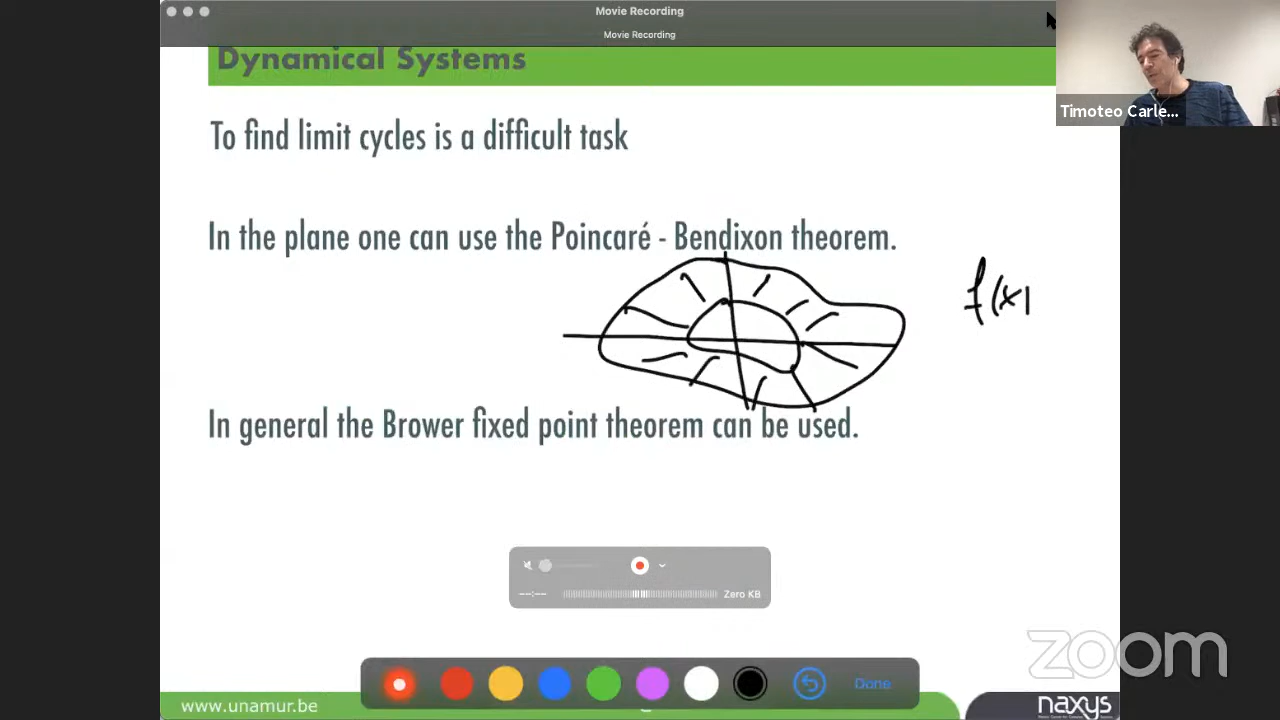 Movie Recording
Movie Recording
Dynamical Systems
Timoteo Carle...
To find limit cycles is a difficult task
In the plane one can use the Poincaré - Bendixon theorem.
f(x)
In general the Brower fixed point theorem can be used.
--:--
Zero KB
Done
zoom
www.unamur.be
naxys